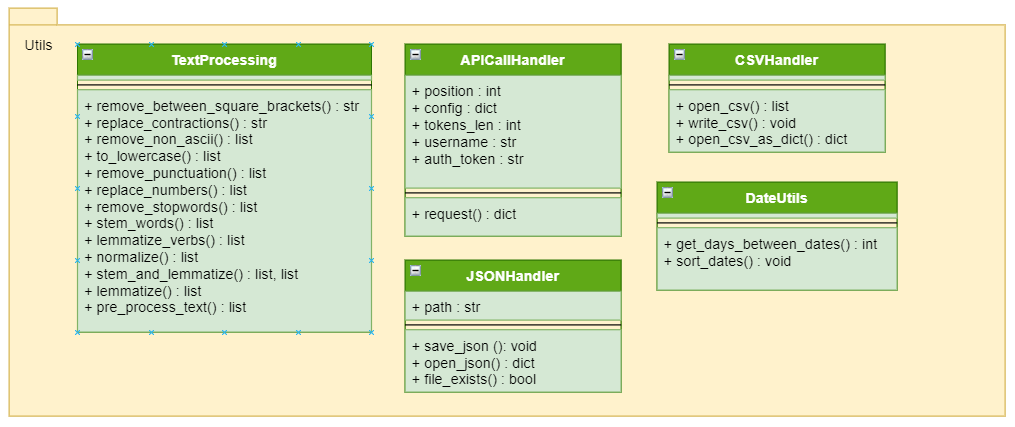 Utils
TextProcessing
+ remove_between_square_brackets() : str
+ replace_contractions() : str
+ remove_non_ascii() : list
+ to_lowercase() : list
+ remove_punctuation() : list
+ replace_numbers() : list
+ remove_stopwords() : list
+ stem_words() : list
+ lemmatize_verbs() : list
+ normalize() : list
+ stem_and_lemmatize() : list, list
+ lemmatize() : list
+ pre_process_text() : list
APICallHandler
+ position : int
+ config : dict
+ tokens_len : int
+ username : str
+ auth_token : str
+ request() : dict
JSONHandler
+ path : str
+ save_json (): void
+ open_json() : dict
+ file_exists() : bool
CSVHandler
+ open_csv() : list
+ write_csv() : void
+ open_csv_as_dict() : dict
DateUtils
+ get_days_between_dates() : int
+ sort_dates() : void